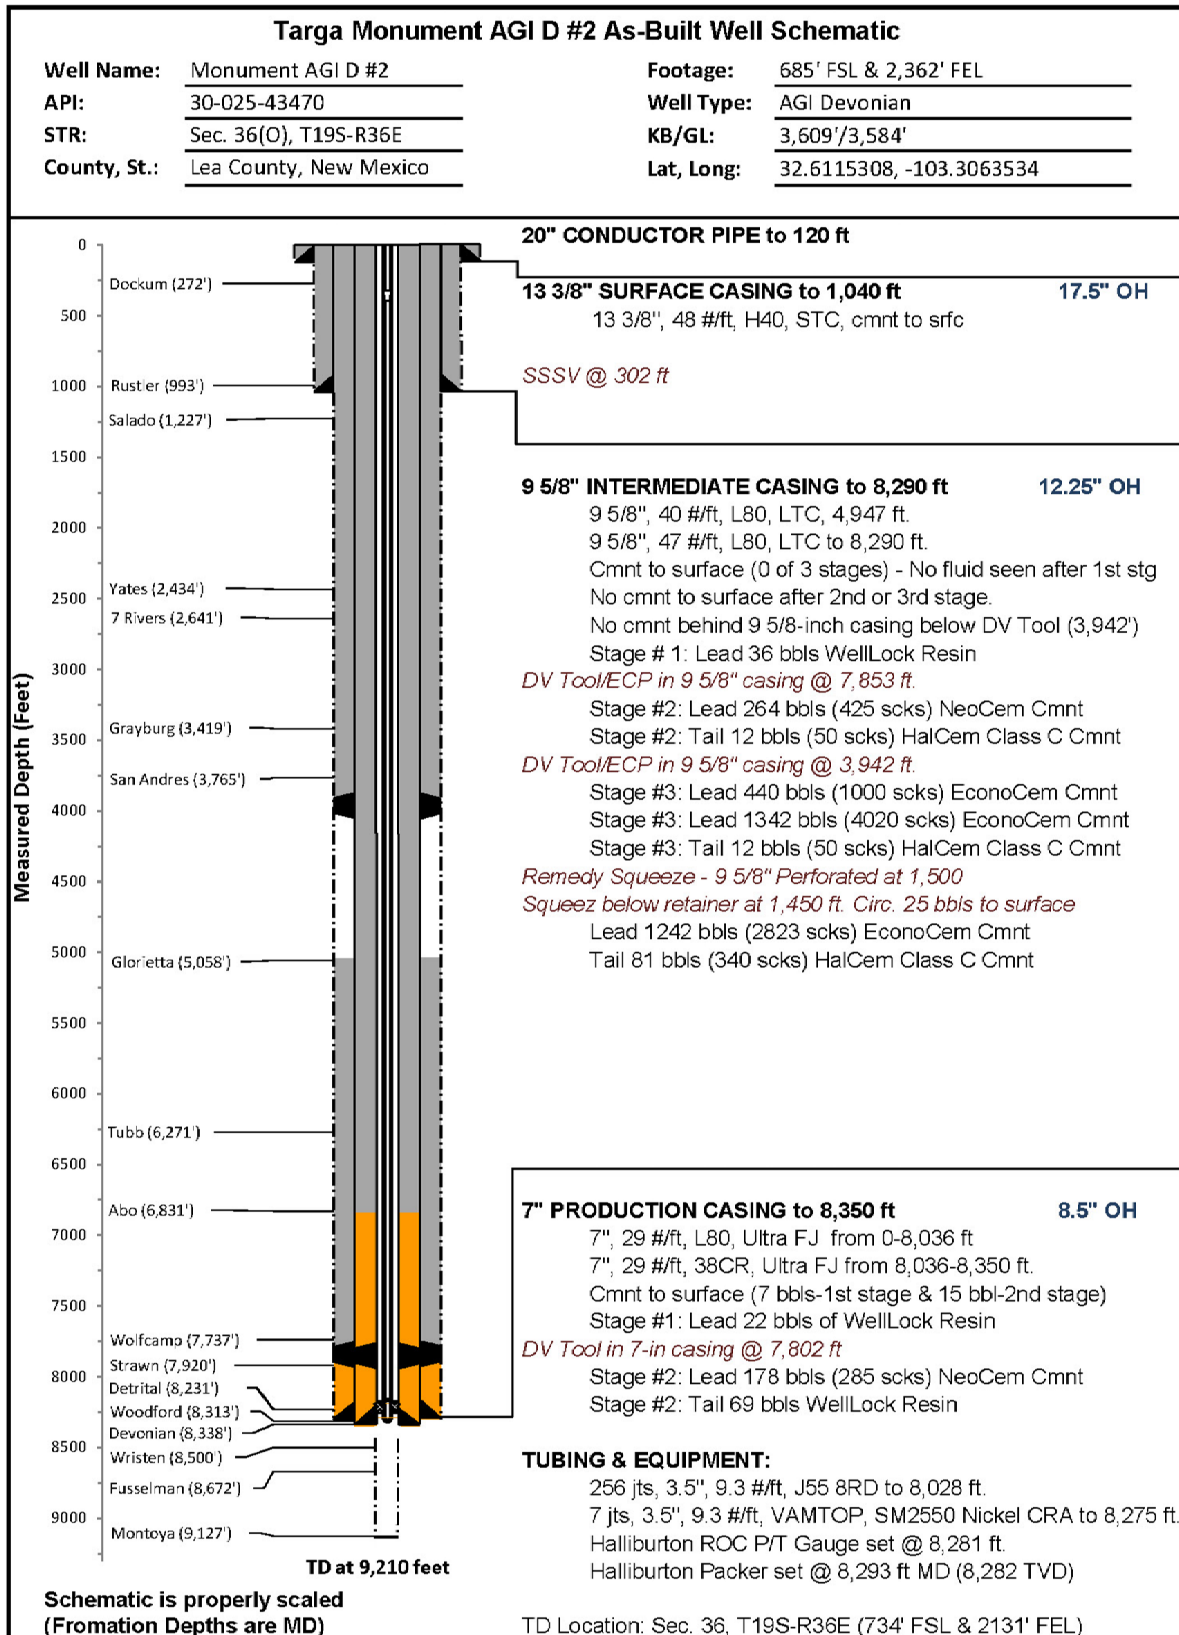 Targa Monument AGI D #2 As-Built Well Schematic
Well Name: Monument AGI D #2
Footage: 685' FSL & 2,362' FEL
API: 30-025-43470
Well Type: AGI Devonian
STR: Sec. 36(O), T19S-R36E
KB/GL: 3,609'/3,584'
County, St.: Lea County, New Mexico
Lat, Long: 32.6115308, -103.3063534
Measured Depth (Feet)
0
500
1000
1500
2000
2500
3000
3500
4000
4500
5000
5500
6000
6500
7000
7500
8000
8500
9000
Dockum (272')
Rustler (993')
Salado (1,227')
Yates (2,434')
7 Rivers (2,641')
Grayburg (3,419')
San Andres (3,765')
Glorietta (5,058')
Tubb (6,271')
Abo (6,831')
Wolfcamp (7,737')
Strawn (7,920')
Detrital (8,231')
Woodford (8,313')
Devonian (8,338')
Wristen (8,500')
Fusselman (8,672')
Montoya (9,127')
TD at 9,210 feet
Schematic is properly scaled
(Fromation Depths are MD)
20" CONDUCTOR PIPE to 120 ft
13 3/8" SURFACE CASING to 1,040 ft 17.5" OH
13 3/8", 48 #/ft, H40, STC, cmnt to srfc
SSSV @ 302 ft
9 5/8" INTERMEDIATE CASING to 8,290 ft 12.25" OH
9 5/8", 40 #/ft, L80, LTC, 4,947 ft.
9 5/8", 47 #/ft, L80, LTC to 8,290 ft.
Cmnt to surface (0 of 3 stages) - No fluid seen after 1st stg
No cmnt to surface after 2nd or 3rd stage.
No cmnt behind 9 5/8-inch casing below DV Tool (3,942')
Stage # 1: Lead 36 bbls WellLock Resin
DV Tool/ECP in 9 5/8" casing @ 7,853 ft.
Stage #2: Lead 264 bbls (425 scks) NeoCem Cmnt
Stage #2: Tail 12 bbls (50 scks) HalCem Class C Cmnt
DV Tool/ECP in 9 5/8" casing @ 3,942 ft.
Stage #3: Lead 440 bbls (1000 scks) EconoCem Cmnt
Stage #3: Lead 1342 bbls (4020 scks) EconoCem Cmnt
Stage #3: Tail 12 bbls (50 scks) HalCem Class C Cmnt
Remedy Squeeze - 9 5/8" Perforated at 1,500
Squeez below retainer at 1,450 ft. Circ. 25 bbls to surface
Lead 1242 bbls (2823 scks) EconoCem Cmnt
Tail 81 bbls (340 scks) HalCem Class C Cmnt
7" PRODUCTION CASING to 8,350 ft 8.5" OH
7", 29 #/ft, L80, Ultra FJ from 0-8,036 ft
7", 29 #/ft, 38CR, Ultra FJ from 8,036-8,350 ft.
Cmnt to surface (7 bbls-1st stage & 15 bbl-2nd stage)
Stage #1: Lead 22 bbls of WellLock Resin
DV Tool in 7-in casing @ 7,802 ft
Stage #2: Lead 178 bbls (285 scks) NeoCem Cmnt
Stage #2: Tail 69 bbls WellLock Resin
TUBING & EQUIPMENT:
256 jts, 3.5", 9.3 #/ft, J55 8RD to 8,028 ft.
7 jts, 3.5", 9.3 #/ft, VAMTOP, SM2550 Nickel CRA to 8,275 ft.
Halliburton ROC P/T Gauge set @ 8,281 ft.
Halliburton Packer set @ 8,293 ft MD (8,282 TVD)
TD Location: Sec. 36, T19S-R36E (734' FSL & 2131' FEL)